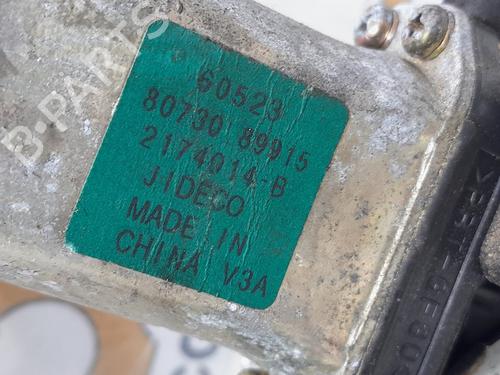 60523
80730 89915
2174014-B
JIDECO
MADE IN
CHINA V3A
B-PARTS